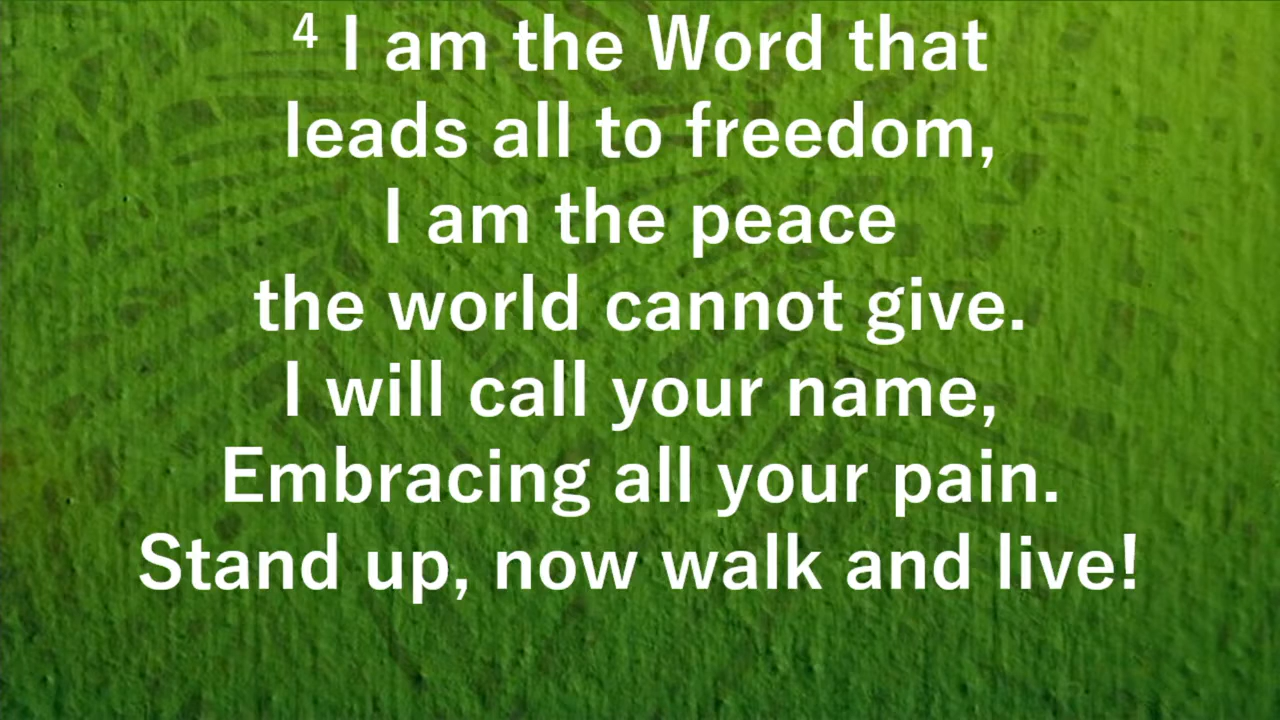 ⁴ I am the Word that
leads all to freedom,
I am the peace
the world cannot give.
I will call your name,
Embracing all your pain.
Stand up, now walk and live!